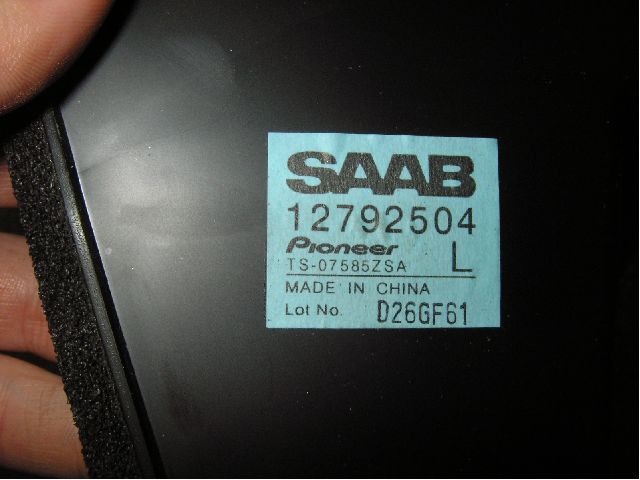 SAAB
12792504
Pioneer
TS-07585ZSA L
MADE IN CHINA
Lot No. D26GF61